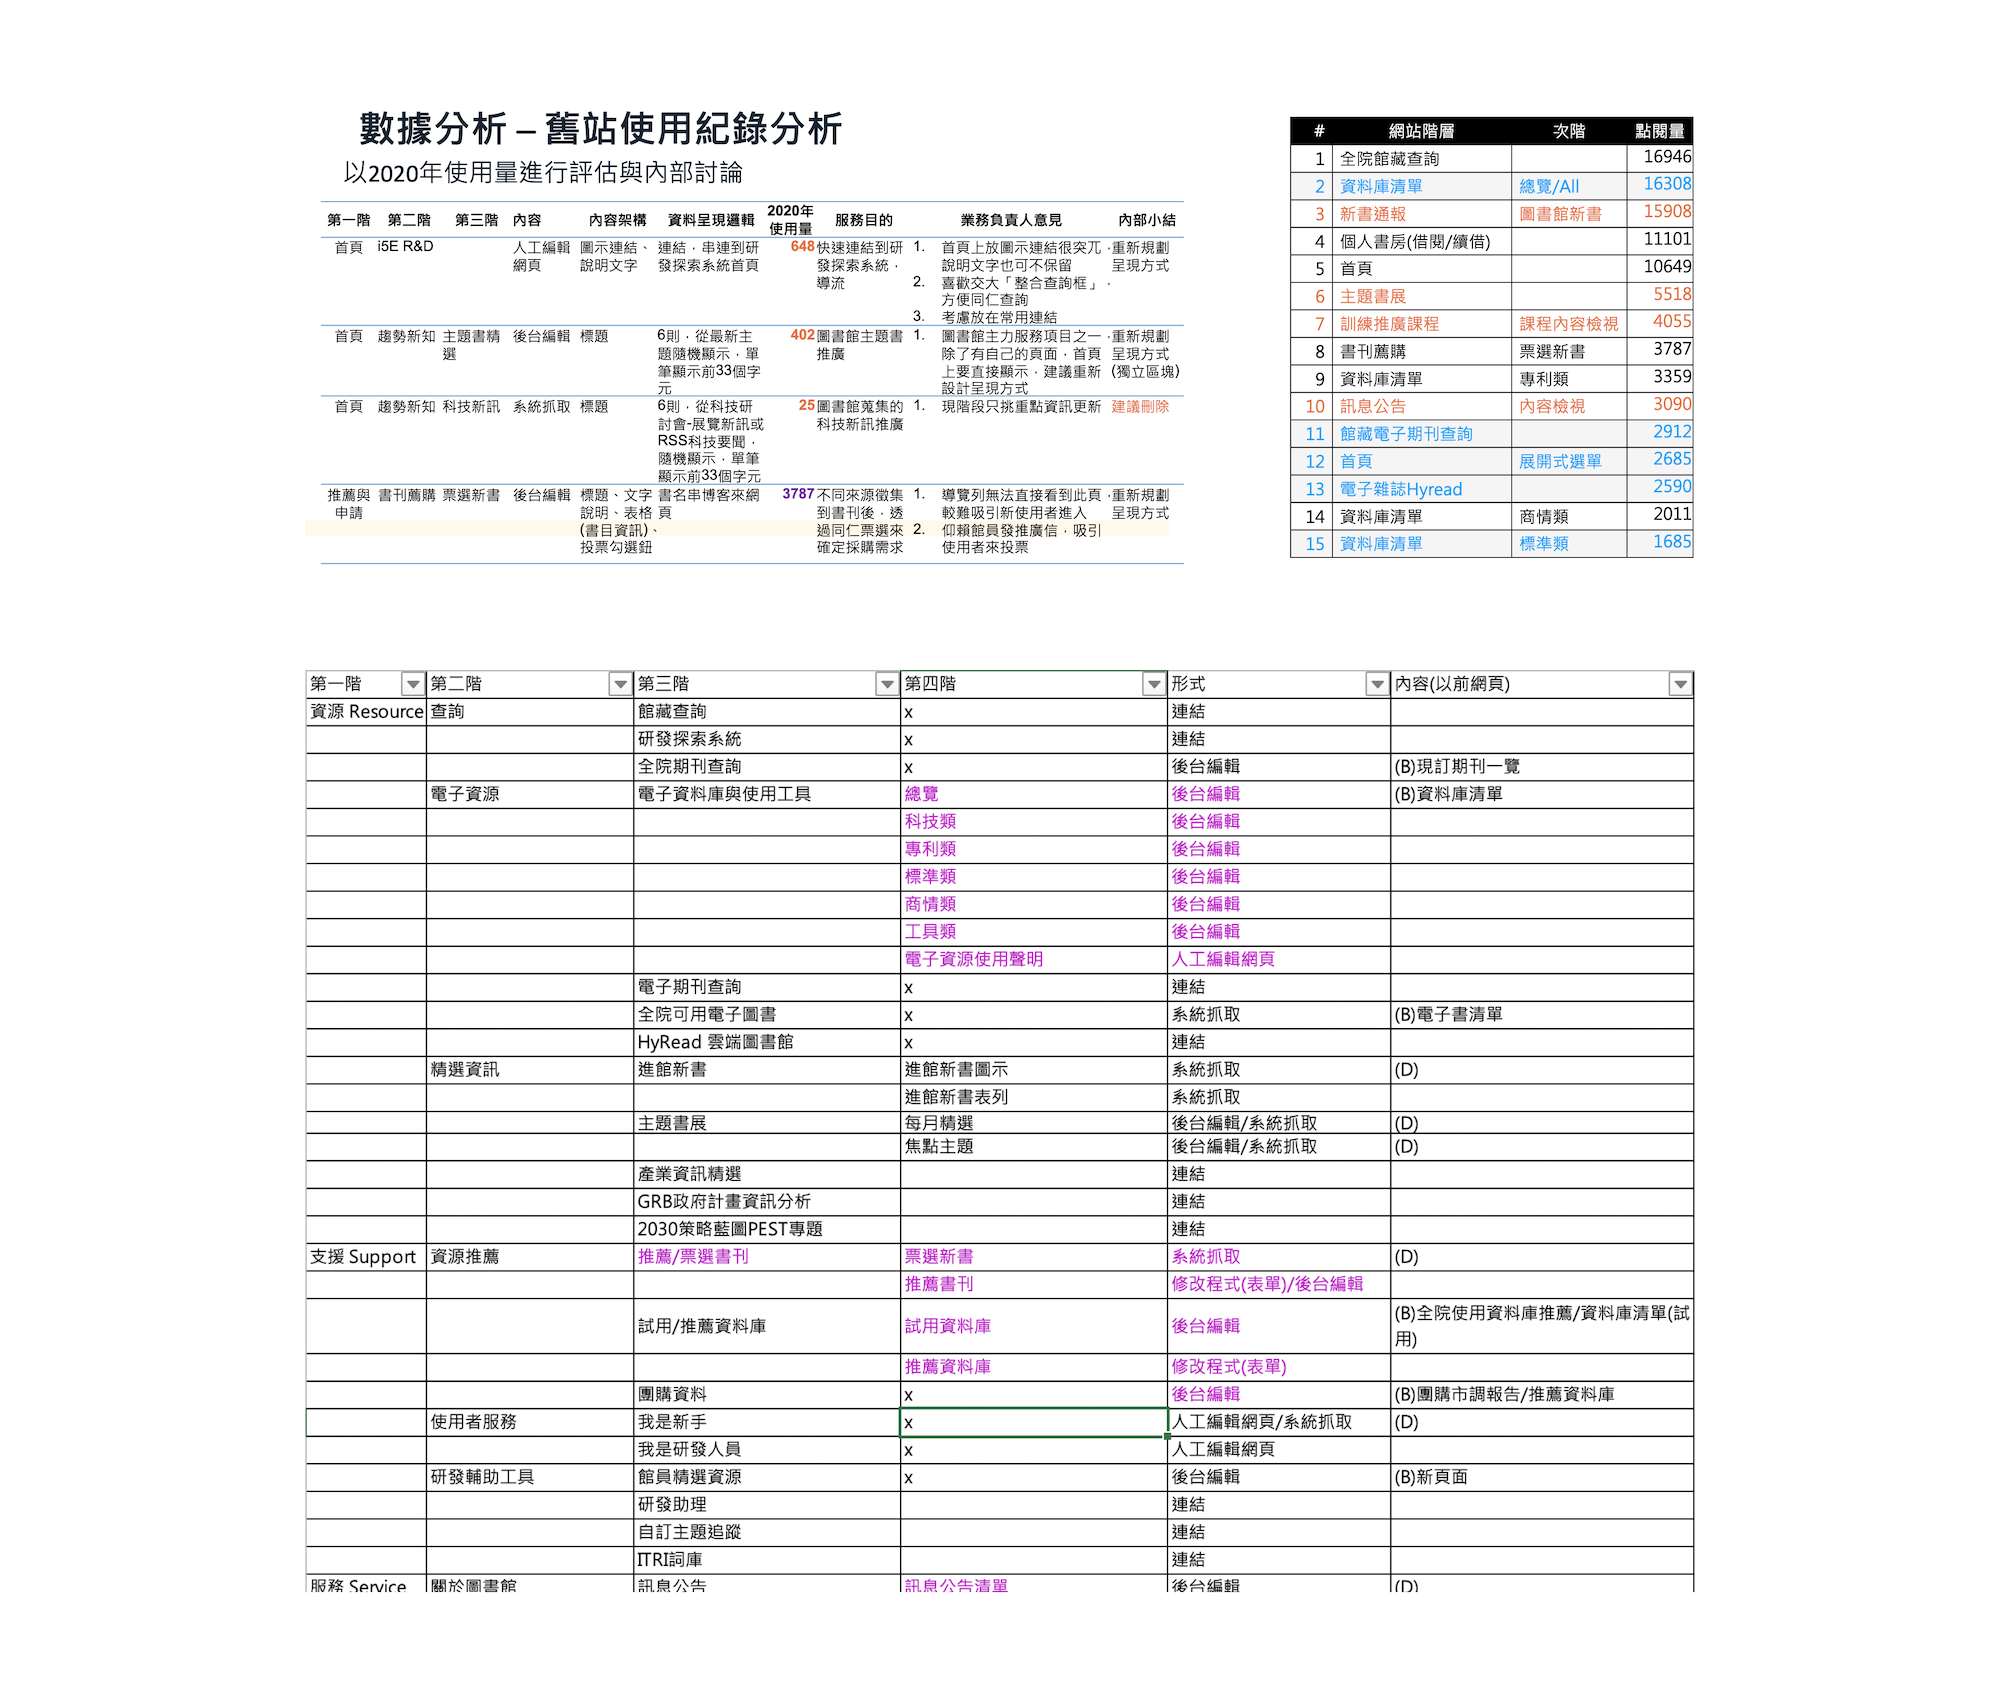 數據分析 – 舊站使用紀錄分析
以2020年使用量進行評估與內部討論
第一階 第二階 第三階 內容 內容架構 資料呈現邏輯 2020年使用量 服務目的 業務負責人意見 內部小結
首頁 i5E R&D 人工編輯網頁 圖示連結、說明文字 連結,串連到研發探索系統首頁 648 快速連結到研發探索系統,導流 1. 首頁上放圖示連結很突兀,說明文字也可不保留 2. 喜歡交大「整合查詢框」,方便同仁查詢 3. 考慮放在常用連結 重新規劃呈現方式
首頁 趨勢新知 主題書精選 後台編輯 標題 6則,從最新主題隨機顯示,單筆顯示前33個字元 402 圖書館主題書推廣 1. 圖書館主力服務項目之一,除了有自己的頁面,首頁上要直接顯示,建議重新設計呈現方式 重新規劃呈現方式(獨立區塊)
首頁 趨勢新知 科技新訊 系統抓取 標題 6則,從科技研討會-展覽新訊或RSS科技要聞,隨機顯示,單筆顯示前33個字元 25 圖書館蒐集的科技新訊推廣 1. 現階段只挑重點資訊更新 建議刪除
推薦與申請 書刊薦購 票選新書 後台編輯 標題、文字說明、表格(書目資訊)、投票勾選鈕 書名串博客來網頁 3787 不同來源徵集到書刊後,透過同仁票選來確定採購需求 1. 導覽列無法直接看到此頁,較難吸引新使用者進入 2. 仰賴館員發推廣信,吸引使用者來投票 重新規劃呈現方式
# 網站階層 次階 點閱量
1 全院館藏查詢 16946
2 資料庫清單 總覽/All 16308
3 新書通報 圖書館新書 15908
4 個人書房(借閱/續借) 11101
5 首頁 10649
6 主題書展 5518
7 訓練推廣課程 課程內容檢視 4055
8 書刊薦購 票選新書 3787
9 資料庫清單 專利類 3359
10 訊息公告 內容檢視 3090
11 館藏電子期刊查詢 2912
12 首頁 展開式選單 2685
13 電子雜誌Hyread 2590
14 資料庫清單 商情類 2011
15 資料庫清單 標準類 1685
第一階 第二階 第三階 第四階 形式 內容(以前網頁)
資源 Resource 查詢 館藏查詢 x 連結
研發探索系統 x 連結
全院期刊查詢 x 後台編輯 (B)現訂期刊一覽
電子資源 電子資料庫與使用工具 總覽 後台編輯 (B)資料庫清單
科技類 後台編輯
專利類 後台編輯
標準類 後台編輯
商情類 後台編輯
工具類 後台編輯
電子資源使用聲明 人工編輯網頁
電子期刊查詢 x 連結
全院可用電子圖書 x 系統抓取 (B)電子書清單
HyRead 雲端圖書館 x 連結
精選資訊 進館新書 進館新書圖示 系統抓取 (D)
進館新書表列 系統抓取
主題書展 每月精選 後台編輯/系統抓取 (D)
焦點主題 後台編輯/系統抓取 (D)
產業資訊精選 連結
GRB政府計畫資訊分析 連結
2030策略藍圖PEST專題 連結
支援 Support 資源推薦 推薦/票選書刊 票選新書 系統抓取 (D)
推薦書刊 修改程式(表單)/後台編輯
試用/推薦資料庫 試用資料庫 後台編輯 (B)全院使用資料庫推薦/資料庫清單(試用)
推薦資料庫 修改程式(表單)
團購資料 x 後台編輯 (B)團購市調報告/推薦資料庫
使用者服務 我是新手 x 人工編輯網頁/系統抓取 (D)
我是研發人員 x 人工編輯網頁
研發輔助工具 館員精選資源 x 後台編輯 (B)新頁面
研發助理 連結
自訂主題追蹤 連結
ITRI詞庫 連結
服務 Service 關於圖書館 訊息公告 訊息公告清單 後台編輯 (D)